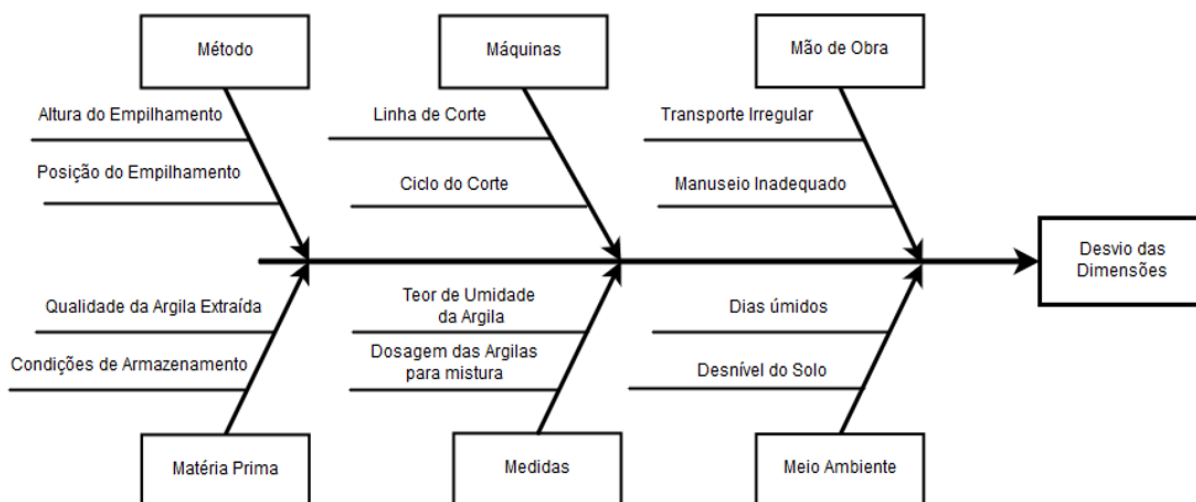 Método
Máquinas
Mão de Obra
Altura do Empilhamento
Linha de Corte
Transporte Irregular
Posição do Empilhamento
Ciclo do Corte
Manuseio Inadequado
Desvio das
Dimensões
Qualidade da Argila Extraída
Teor de Umidade
da Argila
Dias úmidos
Condições de Armazenamento
Dosagem das Argilas
para mistura
Desnível do Solo
Matéria Prima
Medidas
Meio Ambiente